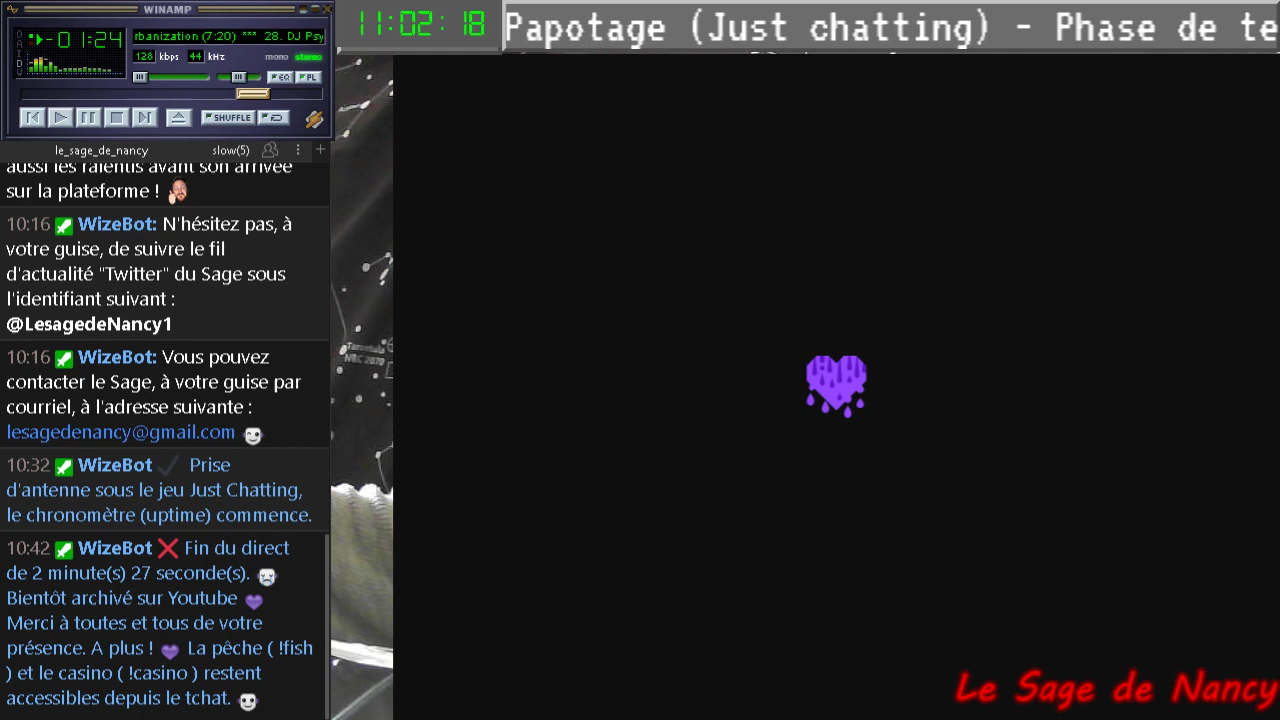 WINAMP
-01:24
rbanization (7:20) *** 28. DJ Psy
128 kbps 44 kHz mono stereo
EQ PL
SHUFFLE
11:02:18
Papotage (Just chatting) - Phase de te
le_sage_de_nancy slow(5)
aussi les ralentis avant son arrivée
sur la plateforme !
10:16 WizeBot: N'hésitez pas, à
votre guise, de suivre le fil
d'actualité "Twitter" du Sage sous
l'identifiant suivant :
@LesagedeNancy1
10:16 WizeBot: Vous pouvez
contacter le Sage, à votre guise par
courriel, à l'adresse suivante :
lesagedenancy@gmail.com
10:32 WizeBot Prise
d'antenne sous le jeu Just Chatting,
le chronomètre (uptime) commence.
10:42 WizeBot Fin du direct
de 2 minute(s) 27 seconde(s).
Bientôt archivé sur Youtube
Merci à toutes et tous de votre
présence. A plus ! La pêche ( !fish
) et le casino ( !casino ) restent
accessibles depuis le tchat.
Tarantula
NGC 2070
Le Sage de Nancy